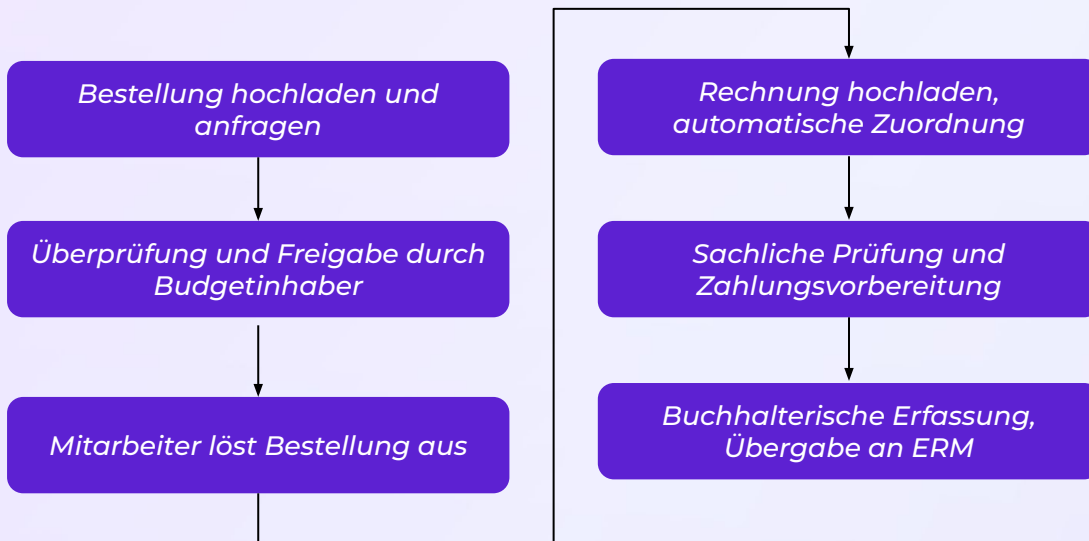 Bestellung hochladen und
anfragen
Überprüfung und Freigabe durch
Budgetinhaber
Mitarbeiter löst Bestellung aus
Rechnung hochladen,
automatische Zuordnung
Sachliche Prüfung und
Zahlungsvorbereitung
Buchhalterische Erfassung,
Übergabe an ERM